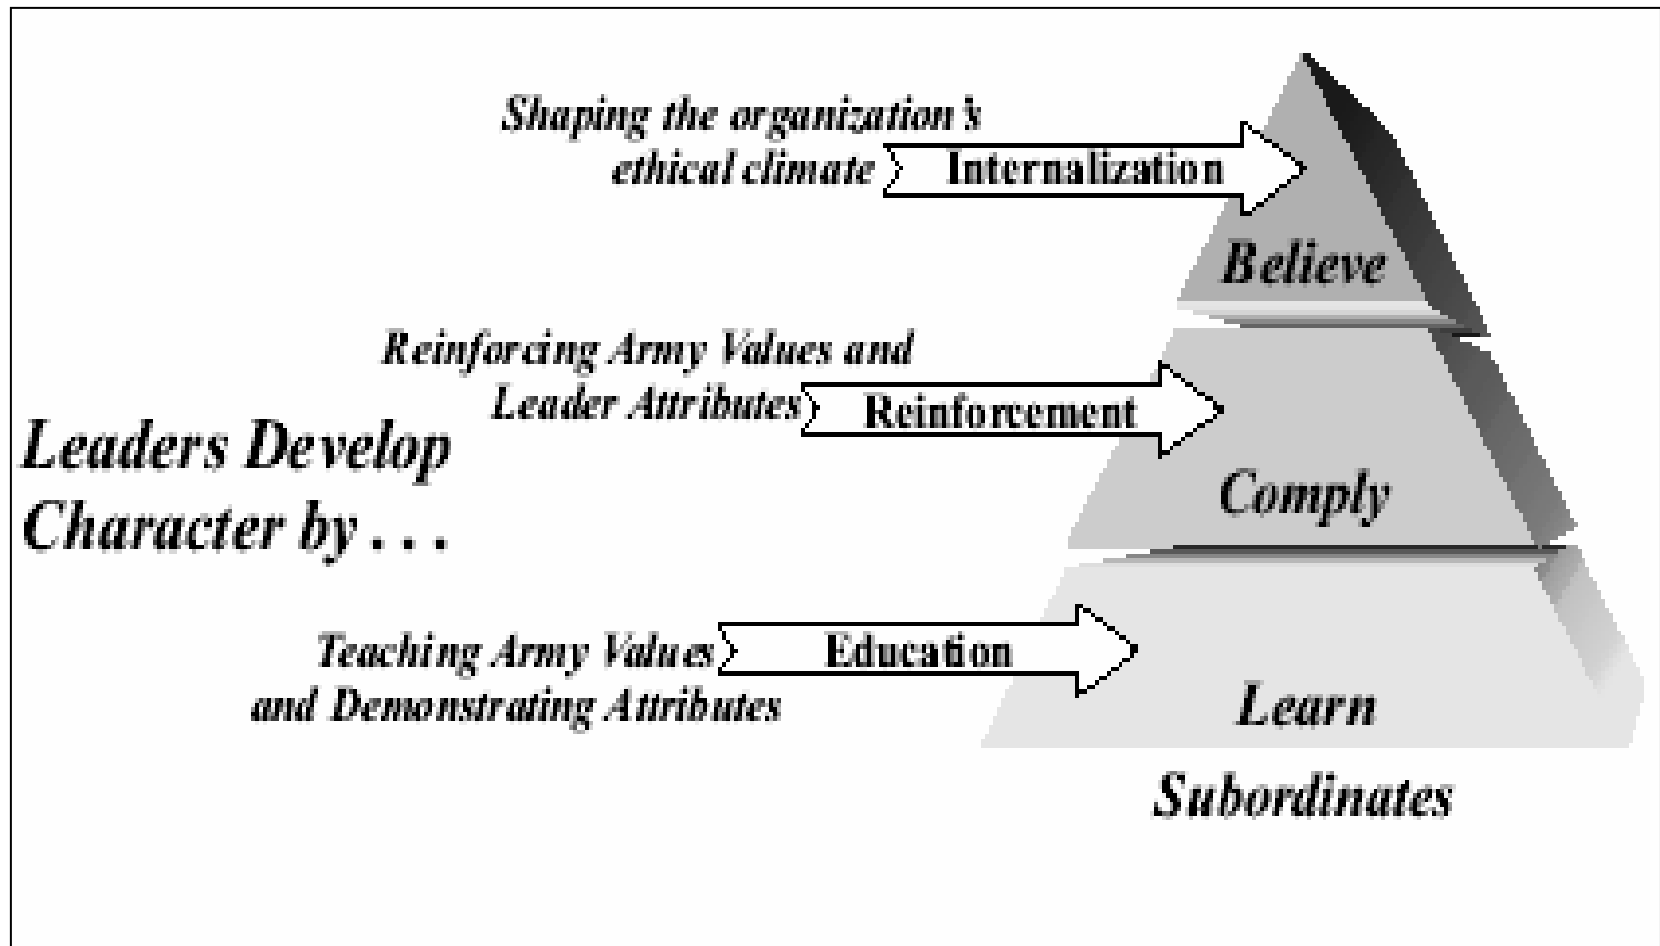 Shaping the organization's
ethical climate
Internalization
Believe
Reinforcing Army Values and
Leader Attributes
Reinforcement
Comply
Leaders Develop
Character by . . .
Teaching Army Values
and Demonstrating Attributes
Education
Learn
Subordinates